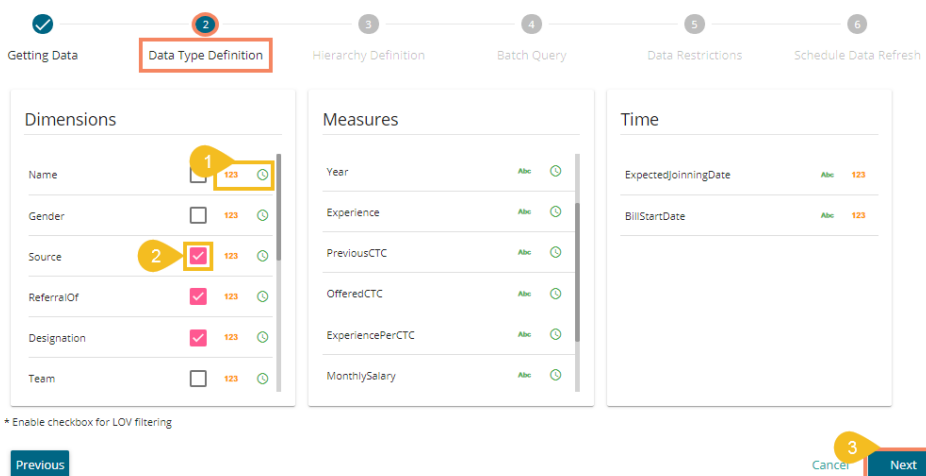 2 3 4 5 6
Getting Data Data Type Definition Hierarchy Definition Batch Query Data Restrictions Schedule Data Refresh
Dimensions Measures Time
1
Name 123 Year Abc ExpectedJoinningDate Abc 123
Gender 123 Experience Abc BillStartDate Abc 123
Source 2 123 PreviousCTC Abc
ReferralOf 123 OfferedCTC Abc
Designation 123 ExperiencePerCTC Abc
Team 123 MonthlySalary Abc
* Enable checkbox for LOV filtering
3
Previous Cancel Next